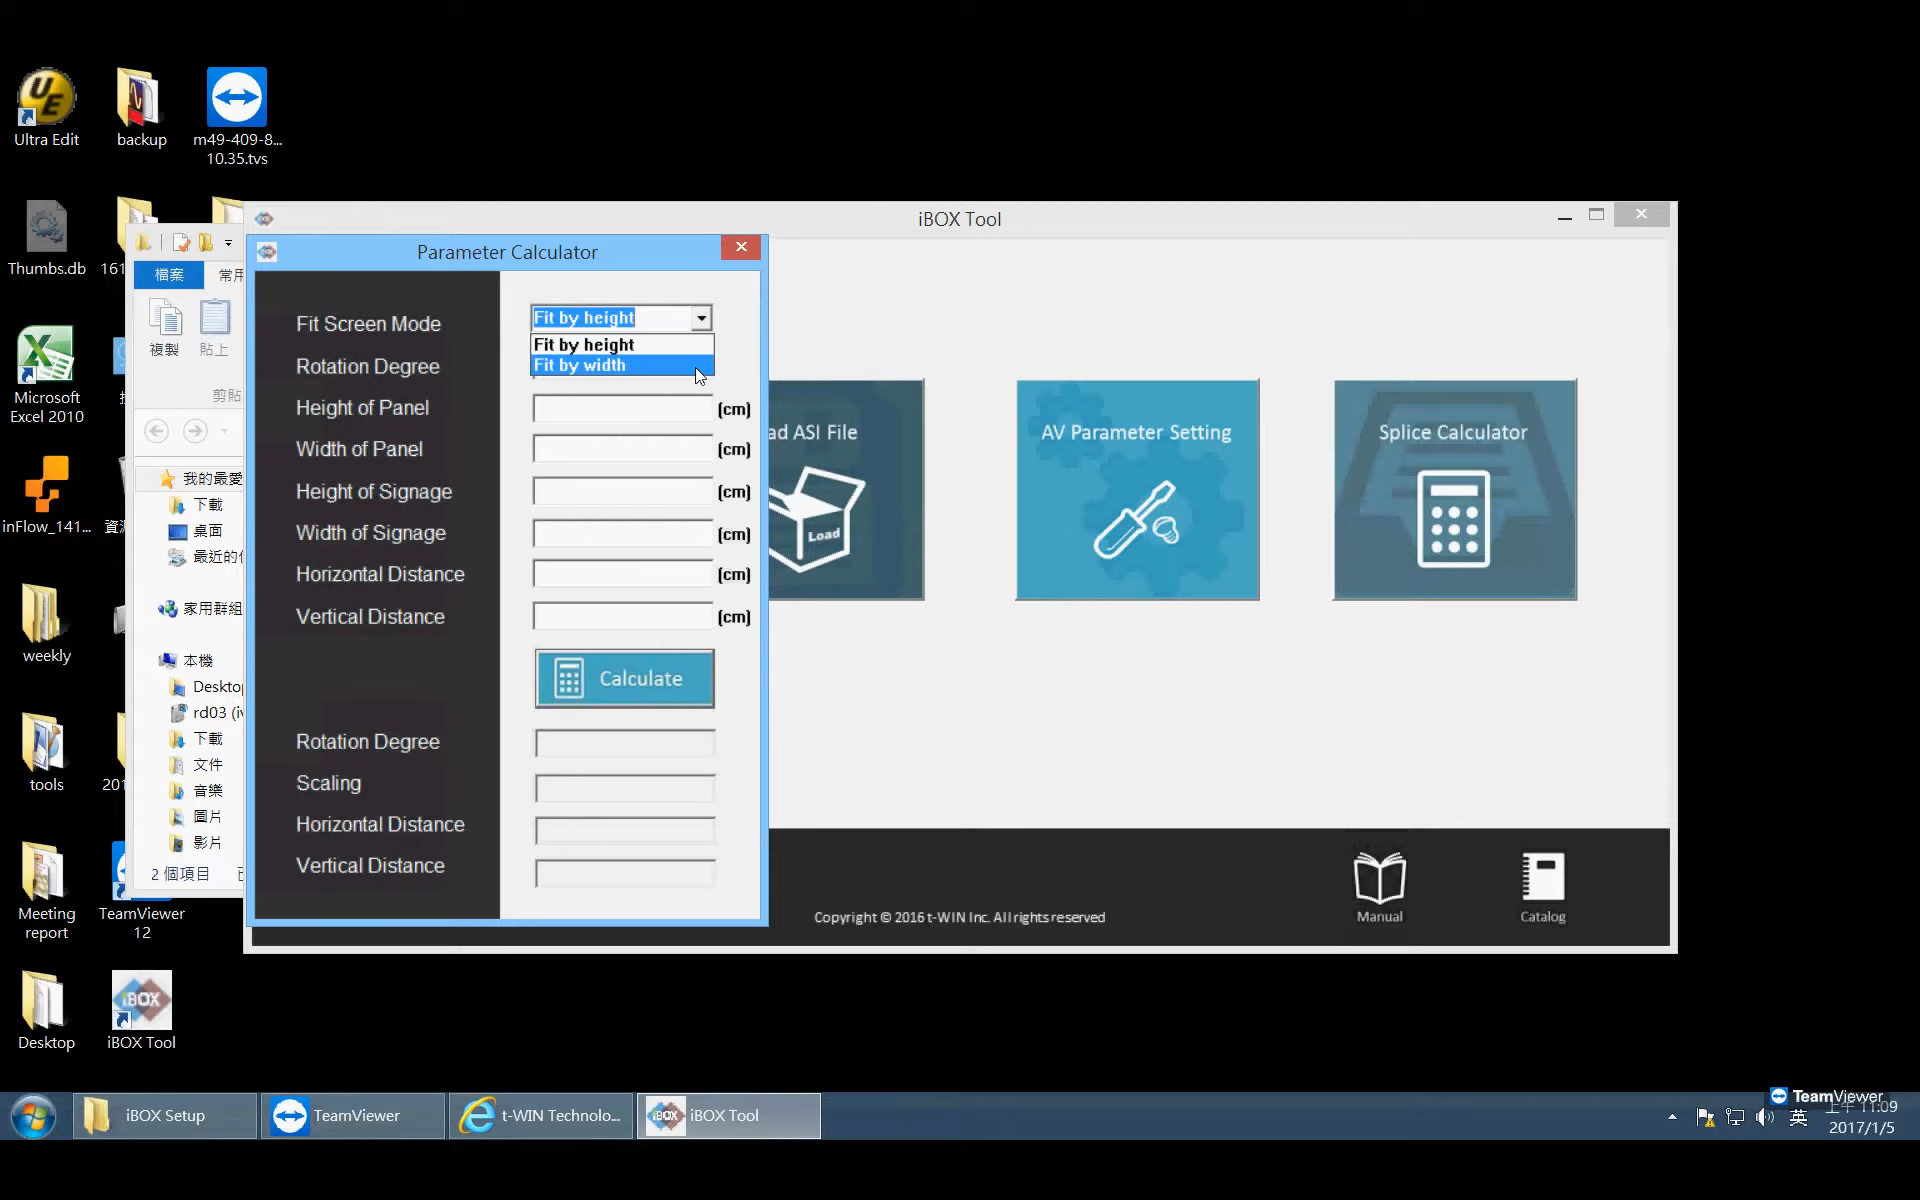 Ultra Edit
backup
m49-409-8...
10.35.tvs
Thumbs.db
161
Microsoft
Excel 2010
inFlow_141...
weekly
tools
201
Meeting
report
TeamViewer
12
Desktop
iBOX
iBOX Tool
檔案
常用
複製
貼上
剪貼
我的最愛
下載
桌面
最近的
家用群組
本機
Desktop
rd03 (iv
下載
文件
音樂
圖片
影片
2 個項目
iBOX Tool
Parameter Calculator
Fit Screen Mode
Fit by height
Fit by height
Fit by width
Rotation Degree
Height of Panel
(cm)
Width of Panel
(cm)
Height of Signage
(cm)
Width of Signage
(cm)
Horizontal Distance
(cm)
Vertical Distance
(cm)
Calculate
Rotation Degree
Scaling
Horizontal Distance
Vertical Distance
ad ASI File
Load
AV Parameter Setting
Splice Calculator
Copyright © 2016 t-WIN Inc. All rights reserved
Manual
Catalog
iBOX Setup
TeamViewer
t-WIN Technolo...
iBOX Tool
英
TeamViewer
上午 11:09
2017/1/5